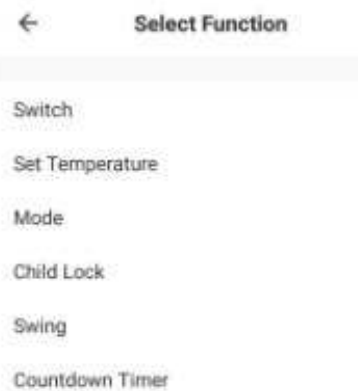 Select Function
Switch
Set Temperature
Mode
Child Lock
Swing
Countdown Timer